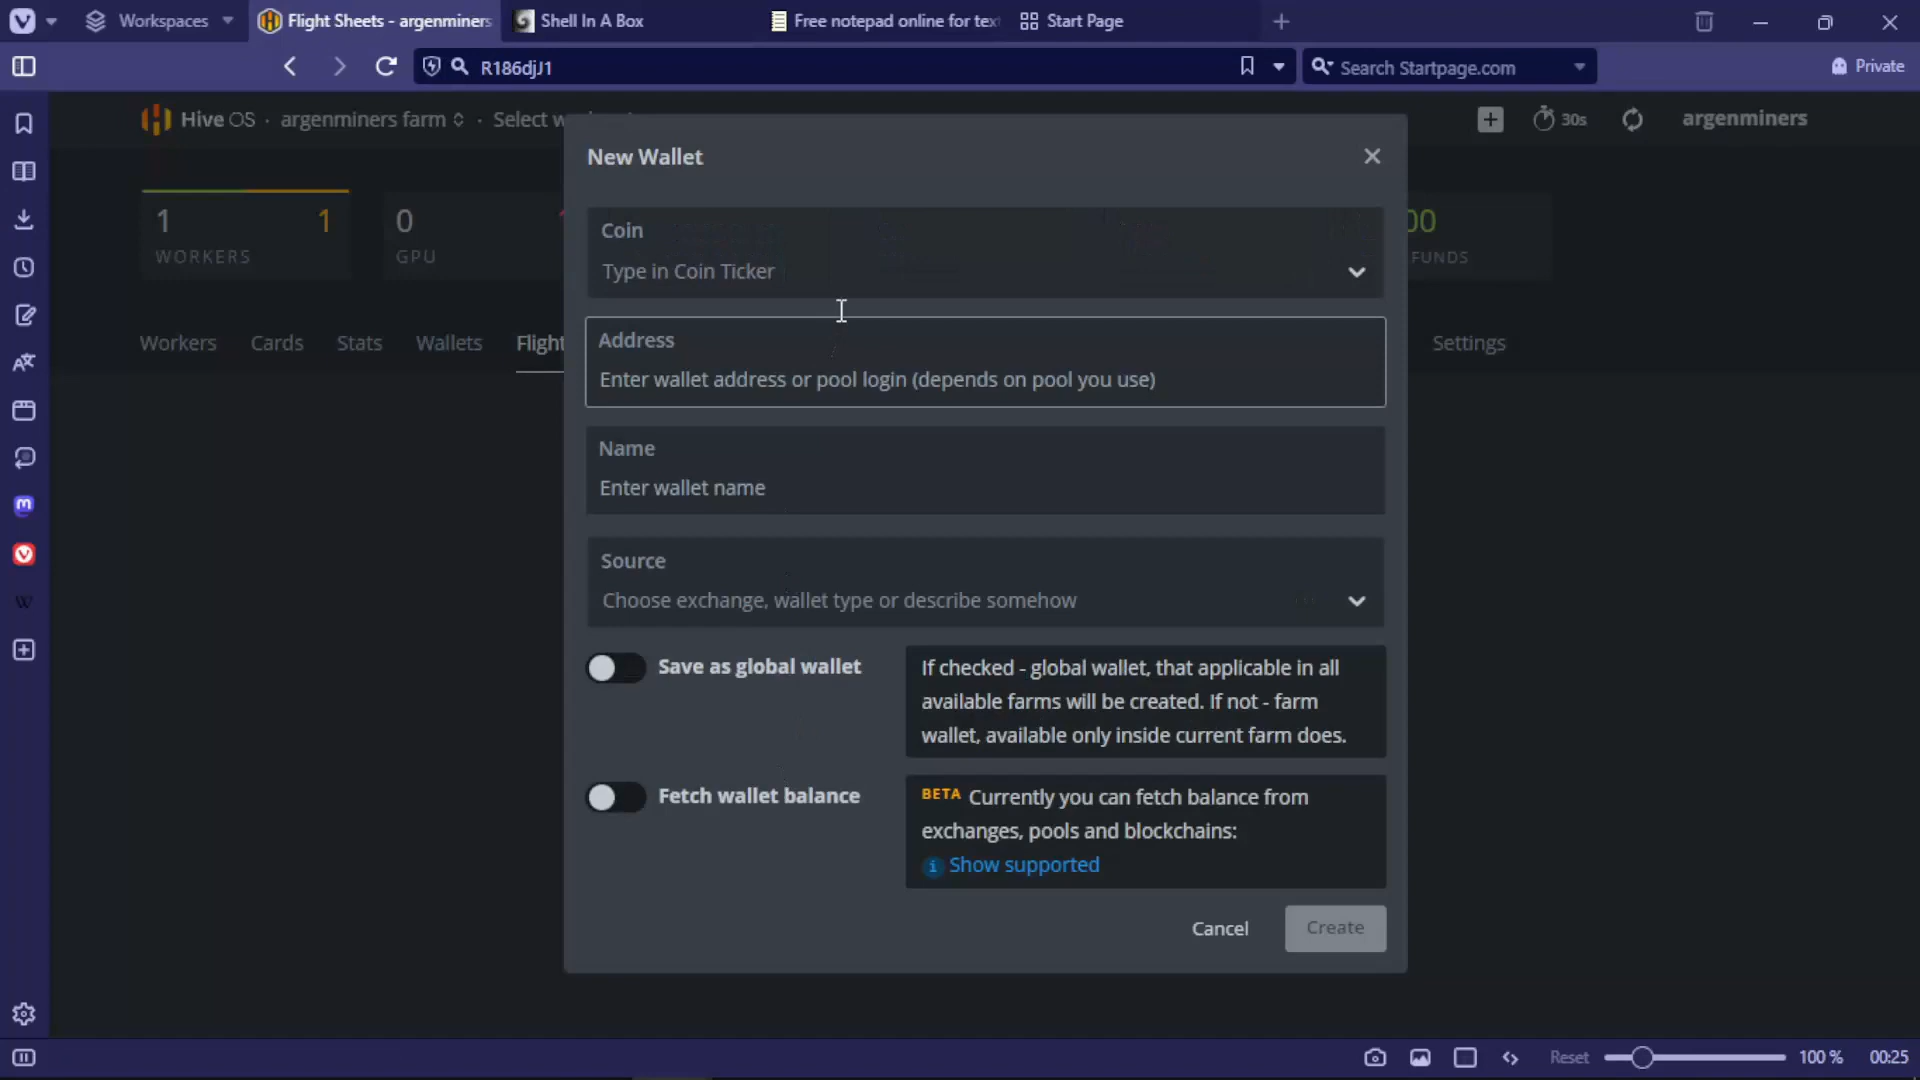 Workspaces
Flight Sheets - argenminers
Shell In A Box
Free notepad online for tex
Start Page
R186djJ1
Search Startpage.com
Private
Hive OS · argenminers farm · Select w
30s
argenminers
1 1
WORKERS
0
GPU
00
FUNDS
Workers Cards Stats Wallets Flight Settings
New Wallet
Coin
Type in Coin Ticker
Address
Enter wallet address or pool login (depends on pool you use)
Name
Enter wallet name
Source
Choose exchange, wallet type or describe somehow
Save as global wallet
If checked - global wallet, that applicable in all
available farms will be created. If not - farm
wallet, available only inside current farm does.
Fetch wallet balance
BETA Currently you can fetch balance from
exchanges, pools and blockchains:
Show supported
Cancel Create
Reset 100 % 00:25